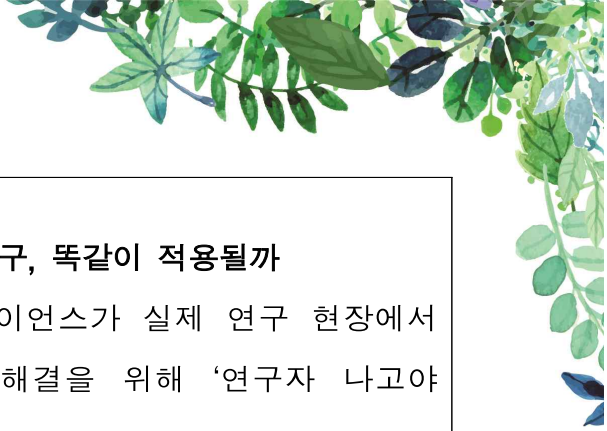 구, 똑같이 적용될까
이언스가 실제 연구 현장에서
해결을 위해 ‘연구자 나고야